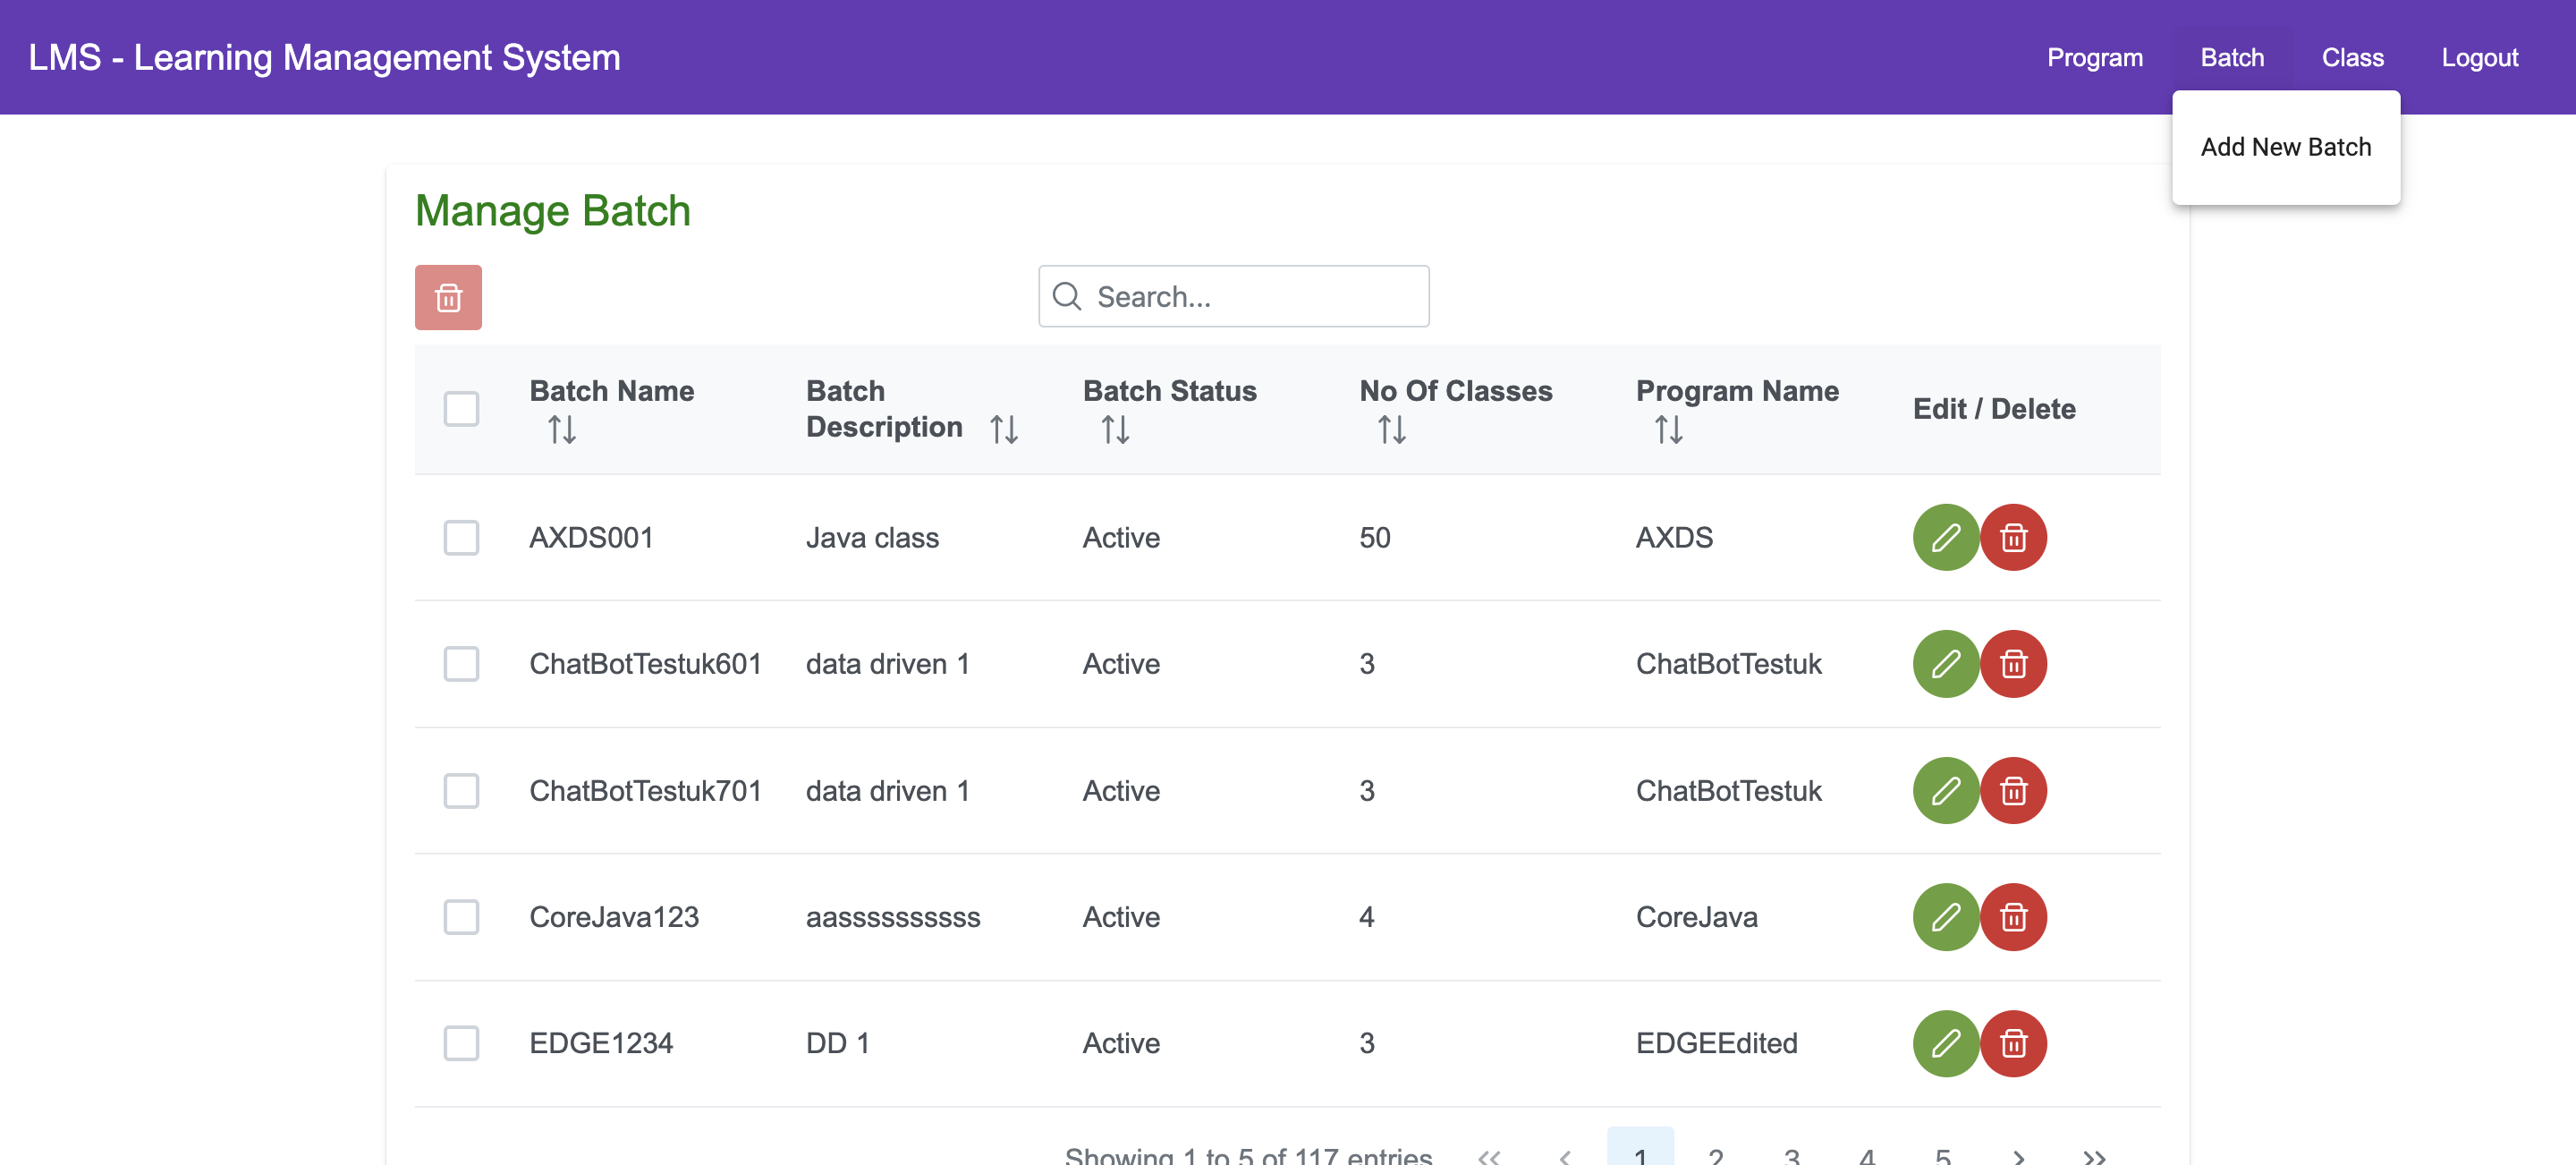 LMS - Learning Management System
Program Batch Class Logout
Add New Batch
Manage Batch
Search...
Batch Name Batch Description Batch Status No Of Classes Program Name Edit / Delete
AXDS001 Java class Active 50 AXDS
ChatBotTestuk601 data driven 1 Active 3 ChatBotTestuk
ChatBotTestuk701 data driven 1 Active 3 ChatBotTestuk
CoreJava123 aassssssssss Active 4 CoreJava
EDGE1234 DD 1 Active 3 EDGEEdited
Showing 1 to 5 of 117 entries << < 1 2 3 4 5 > >>